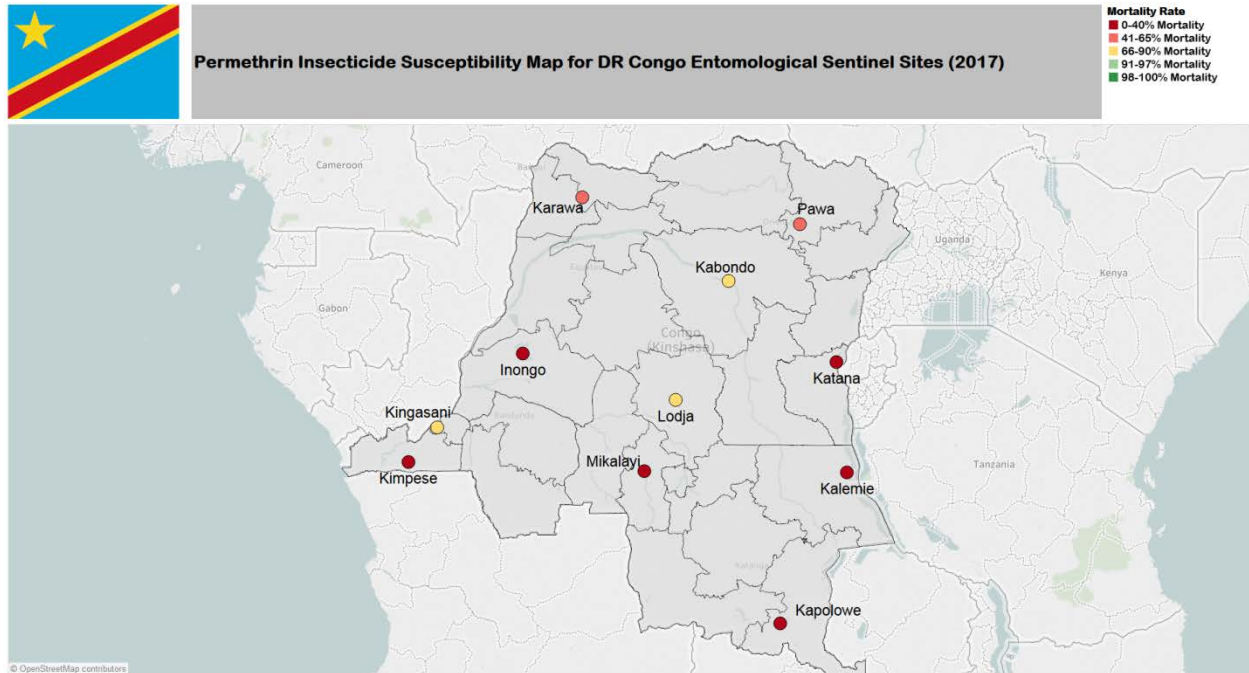 Permethrin Insecticide Susceptibility Map for DR Congo Entomological Sentinel Sites (2017)
Mortality Rate
0-40% Mortality
41-65% Mortality
66-90% Mortality
91-97% Mortality
98-100% Mortality
Cameroon
Karawa
Pawa
Uganda
Kabondo
Kenya
Gabon
Congo
(Kinshasa)
Inongo
Katana
Kingasani
Lodja
Mikalayi
Kimpese
Tanzania
Kalemie
Kapolowe
© OpenStreetMap contributors